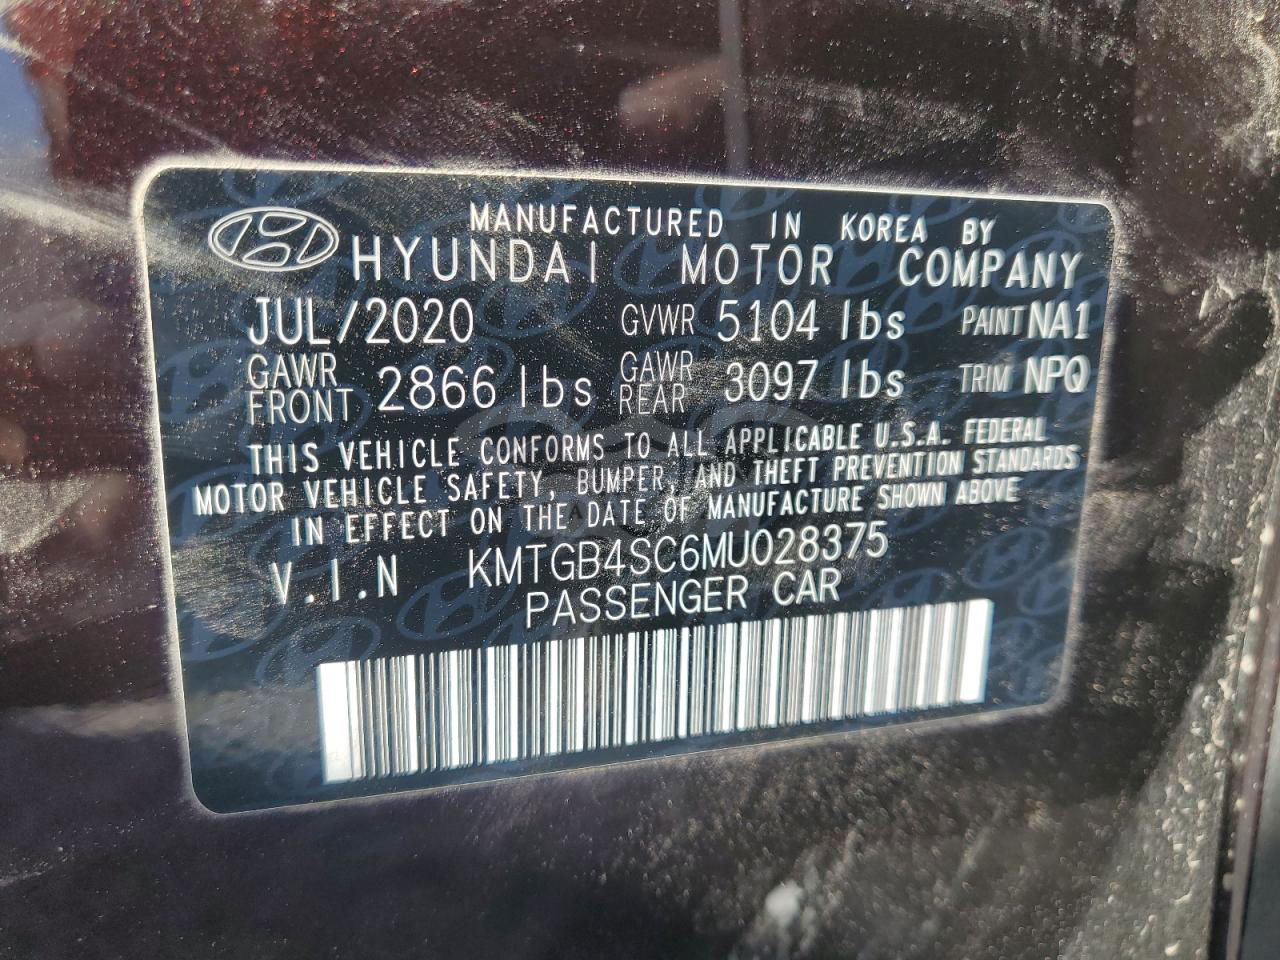 MANUFACTURED IN KOREA BY
HYUNDAI MOTOR COMPANY
JUL/2020 GVWR 5104 lbs PAINT NA1
GAWR FRONT 2866 lbs GAWR REAR 3097 lbs TRIM NPQ
THIS VEHICLE CONFORMS TO ALL APPLICABLE U.S.A. FEDERAL
MOTOR VEHICLE SAFETY, BUMPER, AND THEFT PREVENTION STANDARDS
IN EFFECT ON THE DATE OF MANUFACTURE SHOWN ABOVE
V.I.N KMTGB4SC6MU028375
PASSENGER CAR